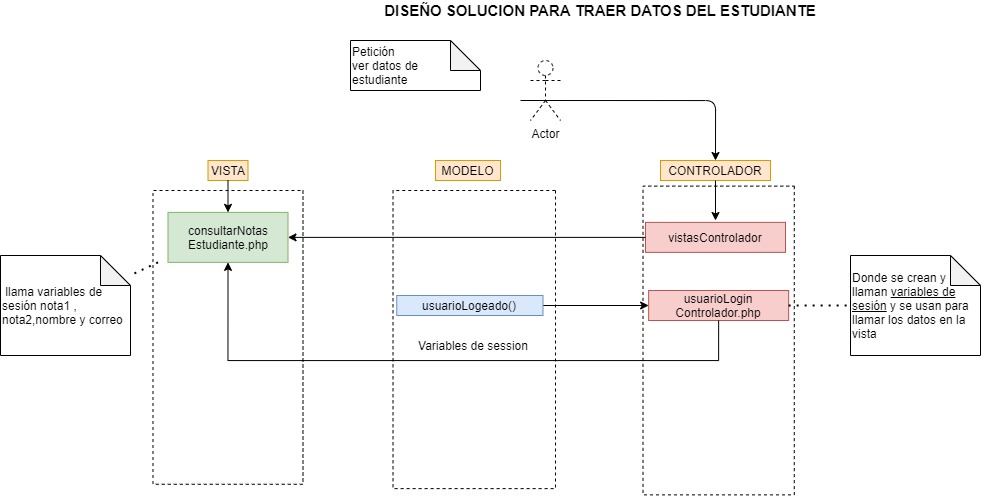 DISEÑO SOLUCION PARA TRAER DATOS DEL ESTUDIANTE
Petición
ver datos de
estudiante
Actor
VISTA
MODELO
CONTROLADOR
consultarNotas
Estudiante.php
vistasControlador
llama variables de
sesión nota1 ,
nota2,nombre y correo
usuarioLogeado()
usuarioLogin
Controlador.php
Donde se crean y
llaman variables de
sesión y se usan para
llamar los datos en la
vista
Variables de session